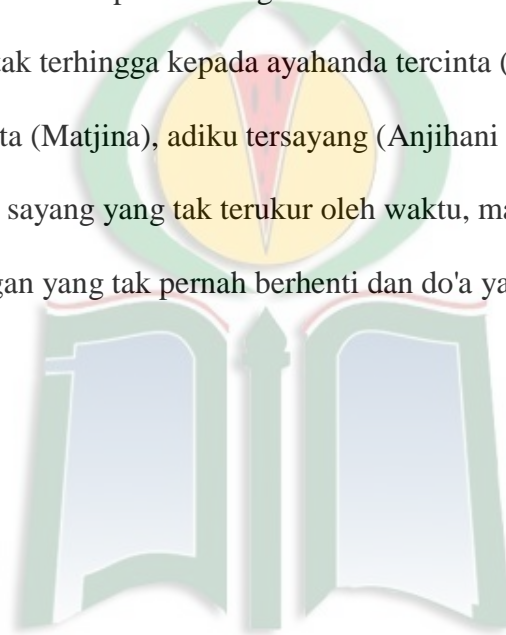 tak terhingga kepada ayahanda tercinta (
ta (Matjina), adiku tersayang (Anjihani
sayang yang tak terukur oleh waktu, ma
gan yang tak pernah berhenti dan do'a ya